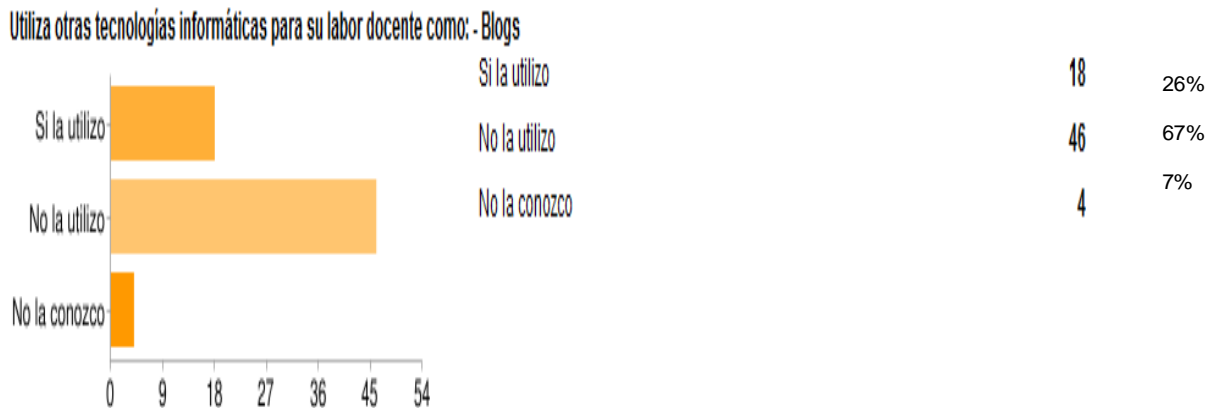 Utiliza otras tecnologías informáticas para su labor docente como: - Blogs
Si la utilizo
No la utilizo
No la conozco
0 9 18 27 36 45 54
Si la utilizo 18 26%
No la utilizo 46 67%
No la conozco 4 7%